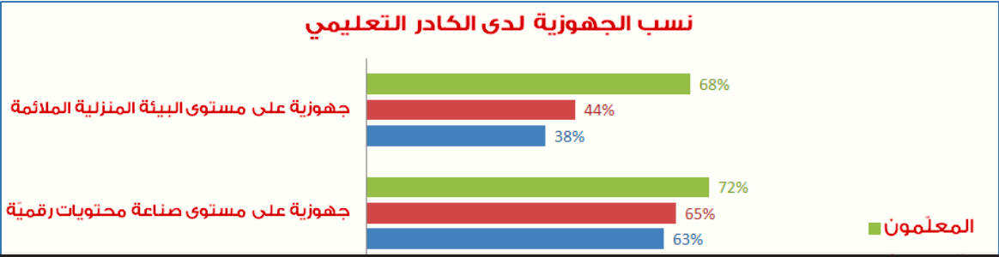 نسب الجهوزية لدى الكادر التعليمي
جهوزية على مستوى البيئة المنزلية الملائمة
68%
44%
38%
جهوزية على مستوى صناعة محتويات رقميّة
72%
65%
63%
المعلّمون